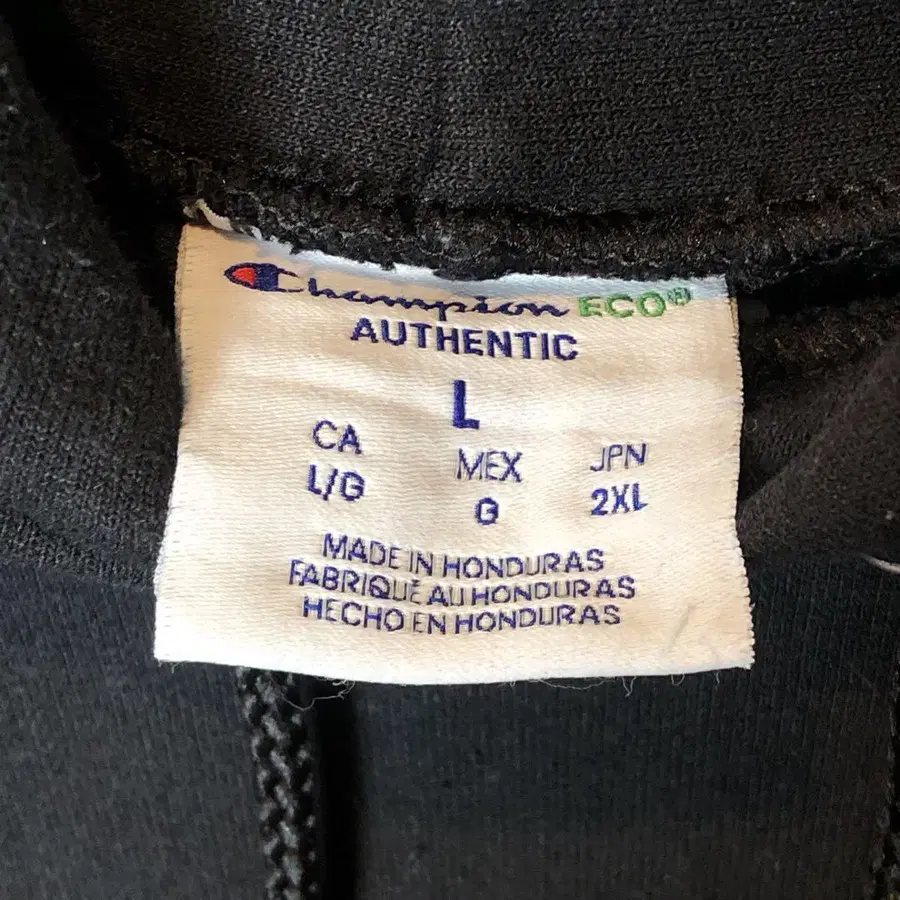 Champion ECO®
AUTHENTIC
L
CA MEX JPN
L/G G 2XL
MADE IN HONDURAS
FABRIQUÉ AU HONDURAS
HECHO EN HONDURAS